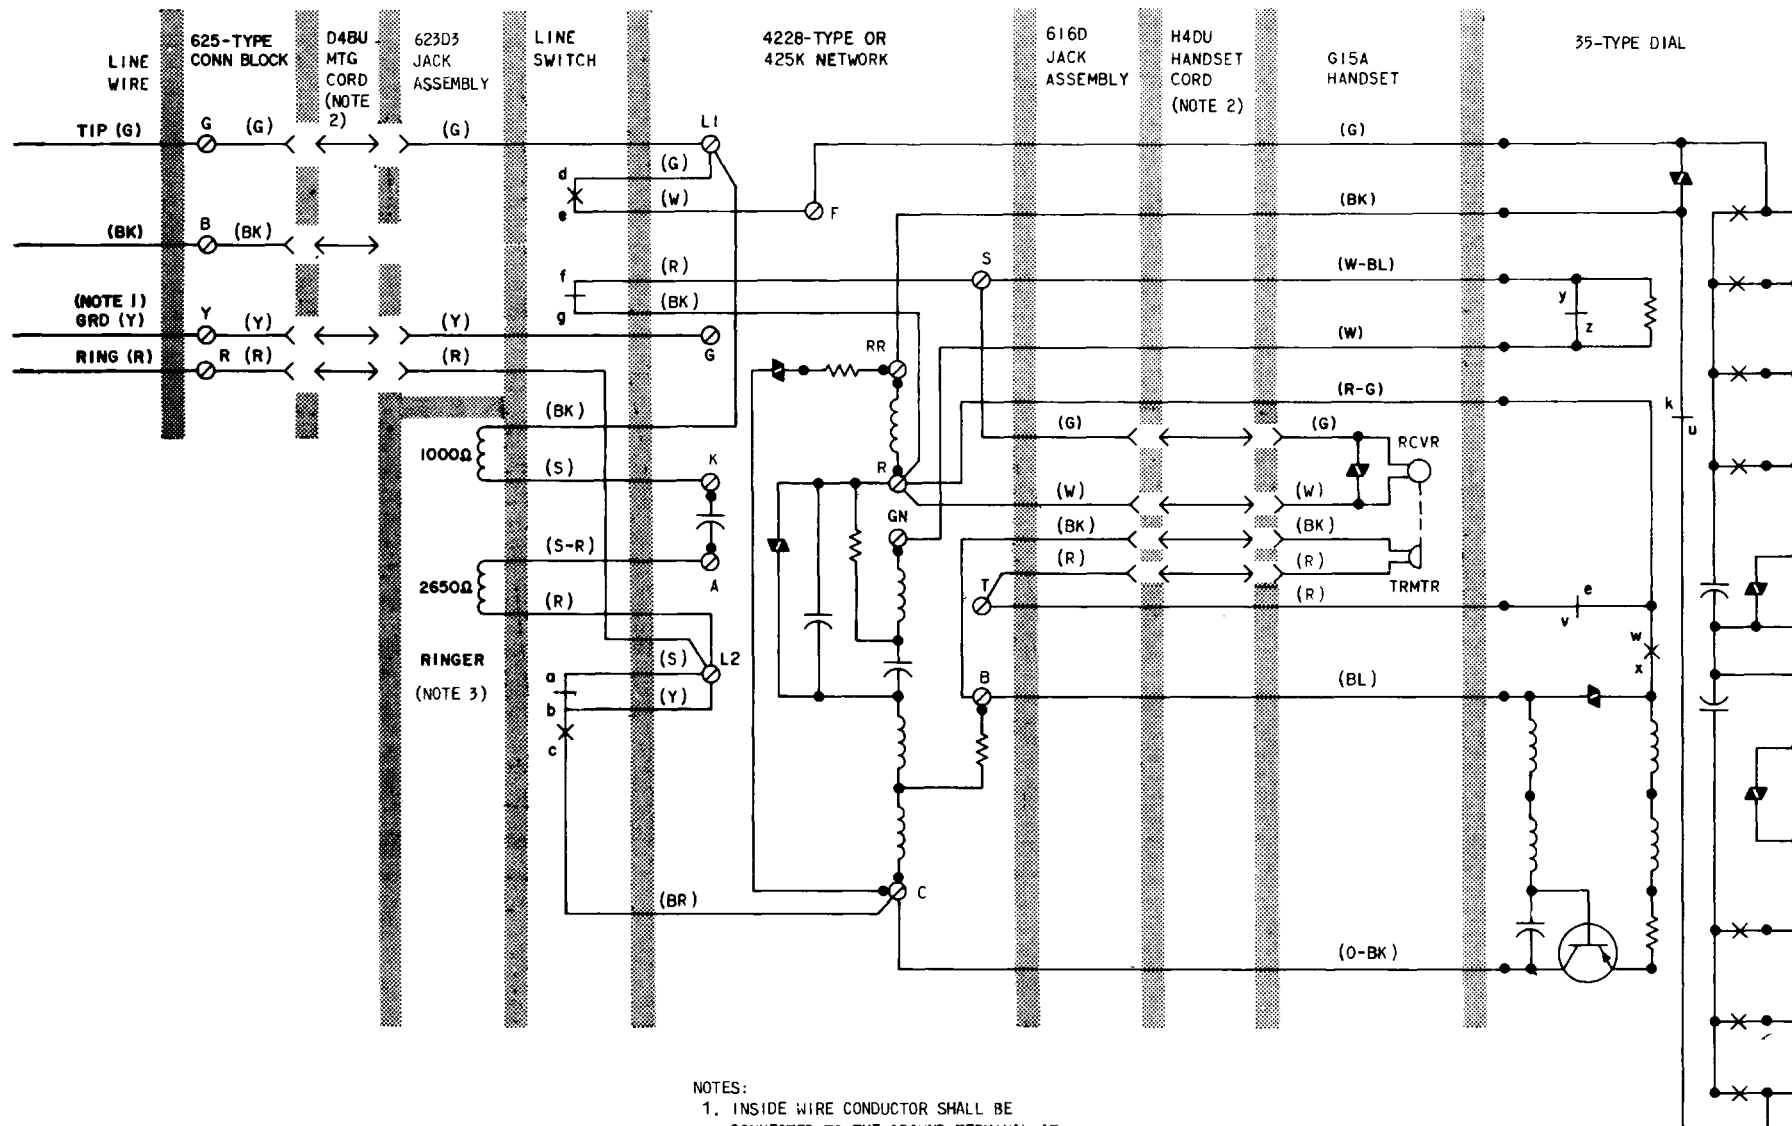 LINE
WIRE
625-TYPE
CONN BLOCK
D4BU
MTG
CORD
(NOTE
2)
623D3
JACK
ASSEMBLY
LINE
SWITCH
4228-TYPE OR
425K NETWORK
616D
JACK
ASSEMBLY
H4DU
HANDSET
CORD
(NOTE 2)
G15A
HANDSET
35-TYPE DIAL
TIP (G)
G
(G)
(G)
L1
(G)
d
(G)
e
(W)
F
(BK)
(BK)
B
(BK)
f
(R)
S
(W-BL)
g
(BK)
y
z
(NOTE 1)
GRD (Y)
Y
(Y)
(Y)
G
(W)
RING (R)
R
(R)
(R)
RR
(R-G)
k
u
(BK)
1000Ω
(S)
K
(G)
(G)
RCVR
R
(W)
(W)
GN
(BK)
(BK)
(S-R)
A
(R)
(R)
TRMTR
2650Ω
(R)
T
(R)
e
v
w
x
RINGER
(NOTE 3)
a
(S)
L2
b
(Y)
c
B
(BL)
(BR)
C
(O-BK)
NOTES:
1. INSIDE WIRE CONDUCTOR SHALL BE